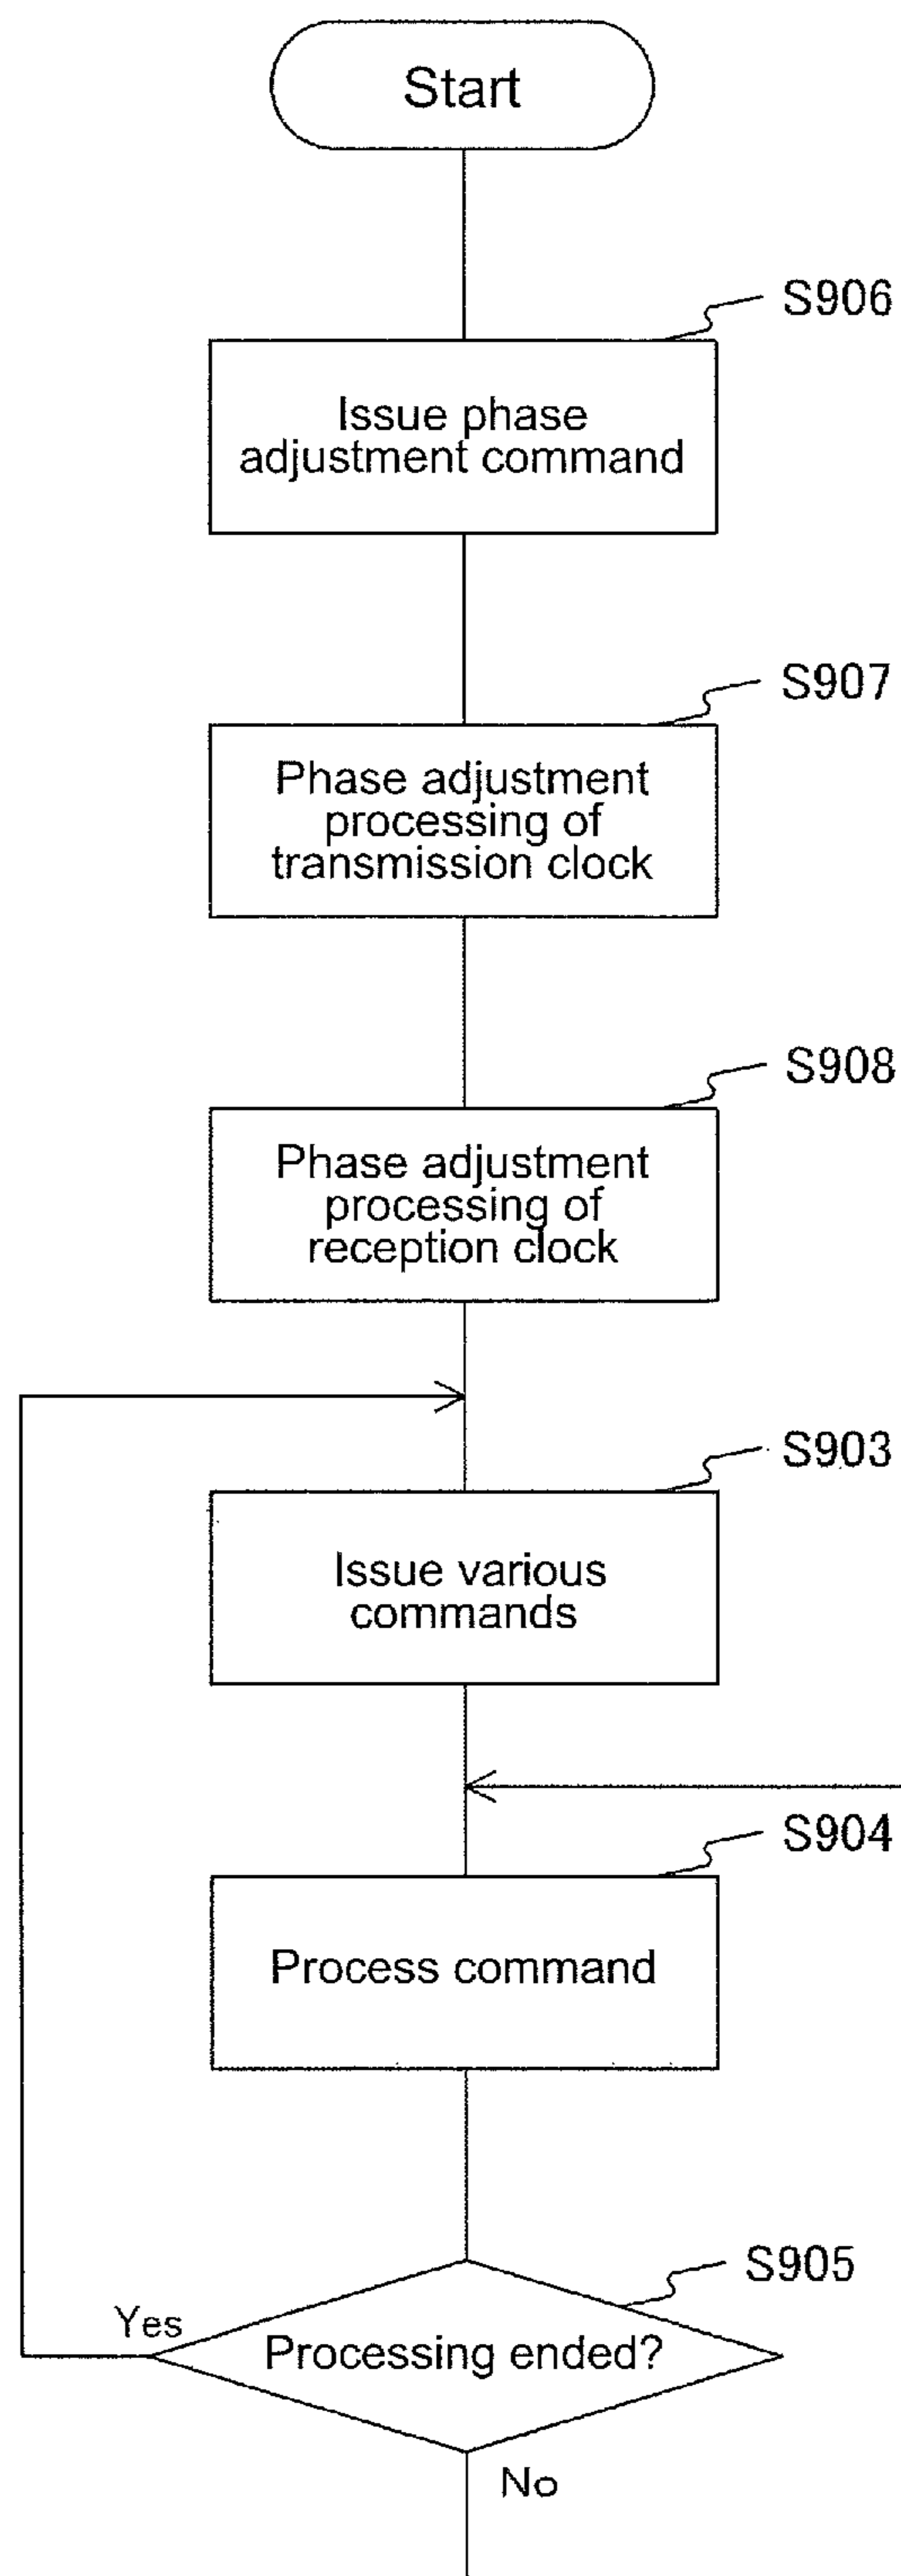 Start
S906
Issue phase
adjustment command
S907
Phase adjustment
processing of
transmission clock
S908
Phase adjustment
processing of
reception clock
S903
Issue various
commands
S904
Process command
S905
Yes
Processing ended?
No